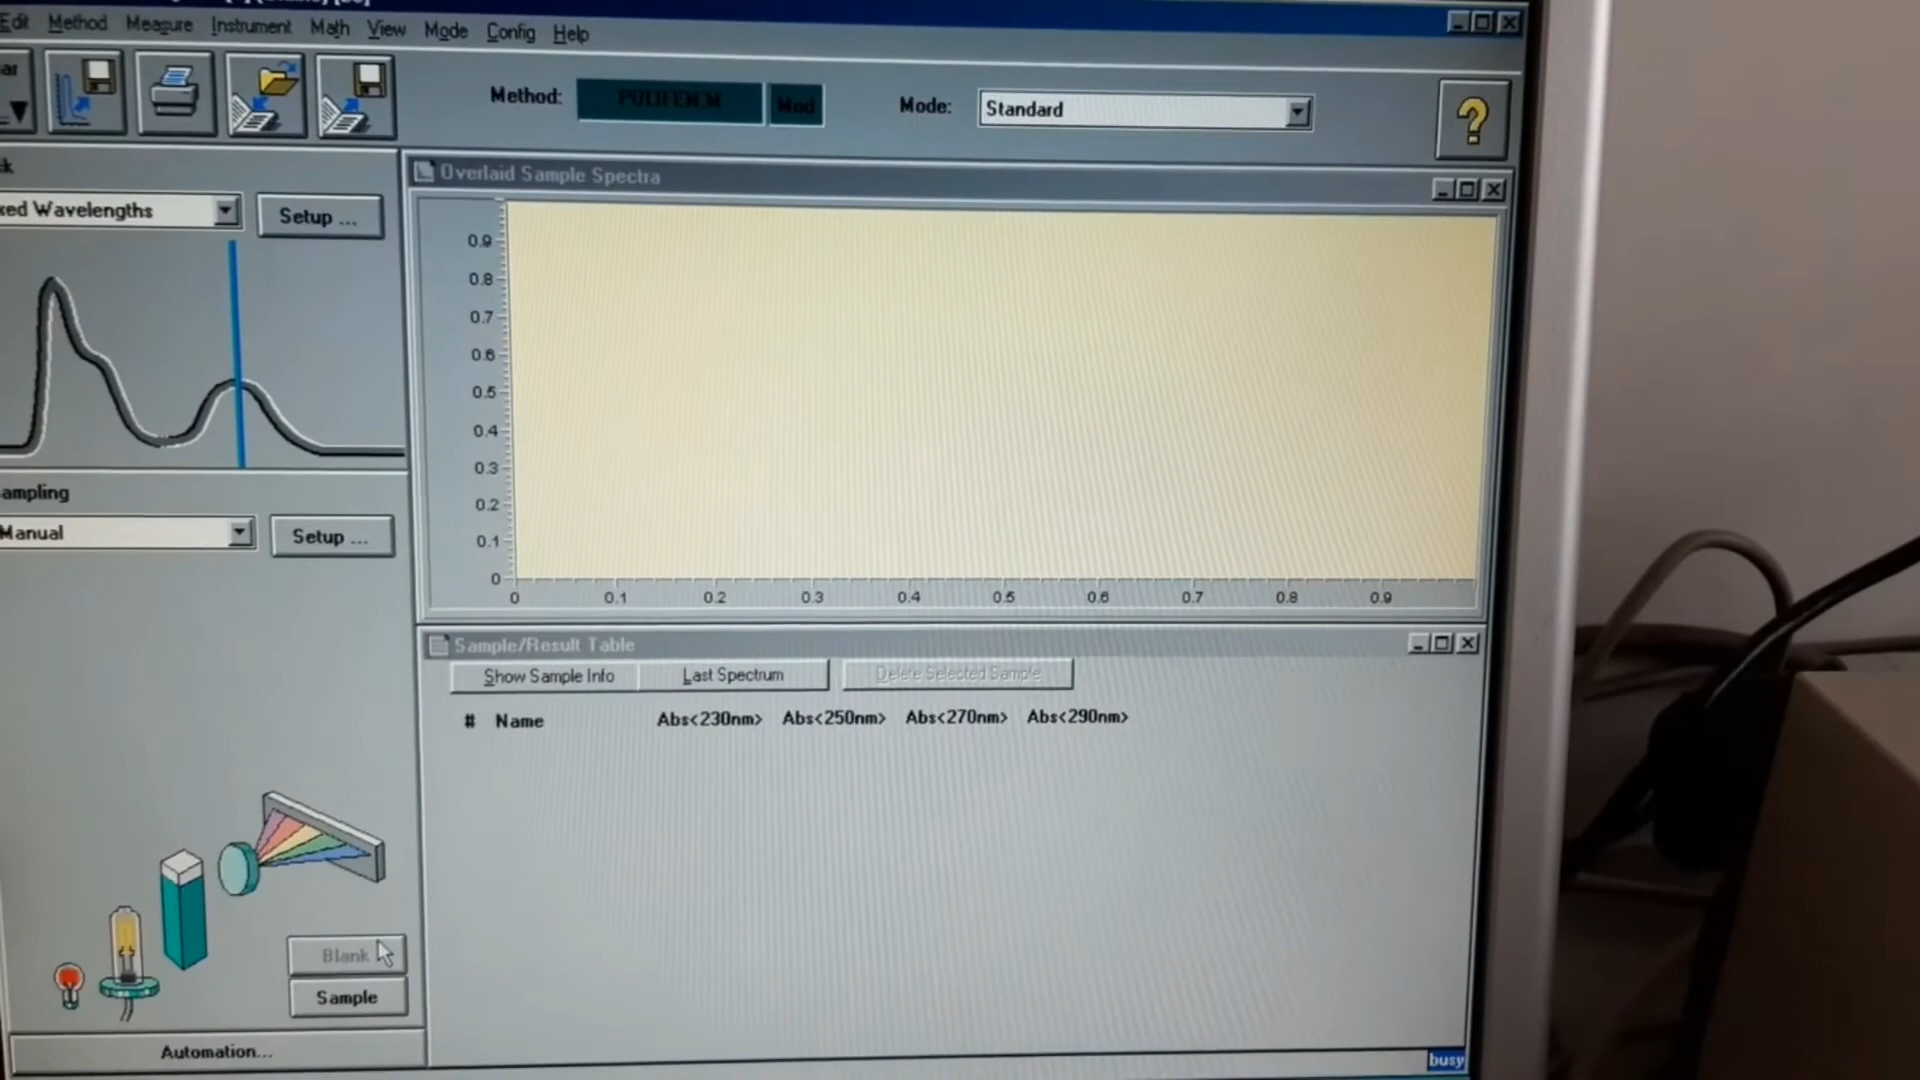 Edit Method Measure Instrument Math View Mode Config Help
Method: POLIFEN.M Mod Mode: Standard
Overlaid Sample Spectra
xed Wavelengths Setup ...
0.9
0.8
0.7
0.6
0.5
0.4
0.3
0.2
0.1
0
0 0.1 0.2 0.3 0.4 0.5 0.6 0.7 0.8 0.9
ampling
Manual Setup ...
Sample/Result Table
Show Sample Info Last Spectrum Delete Selected Sample
# Name Abs<230nm> Abs<250nm> Abs<270nm> Abs<290nm>
Blank
Sample
Automation...
busy